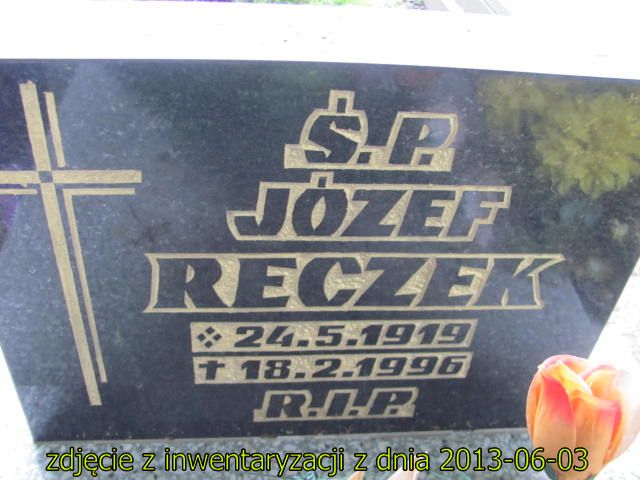 Ś.P.
JÓZEF
RECZEK
24.5.1919
✝ 18.2.1996
R.I.P.
zdjęcie z inwentaryzacji z dnia 2013-06-03